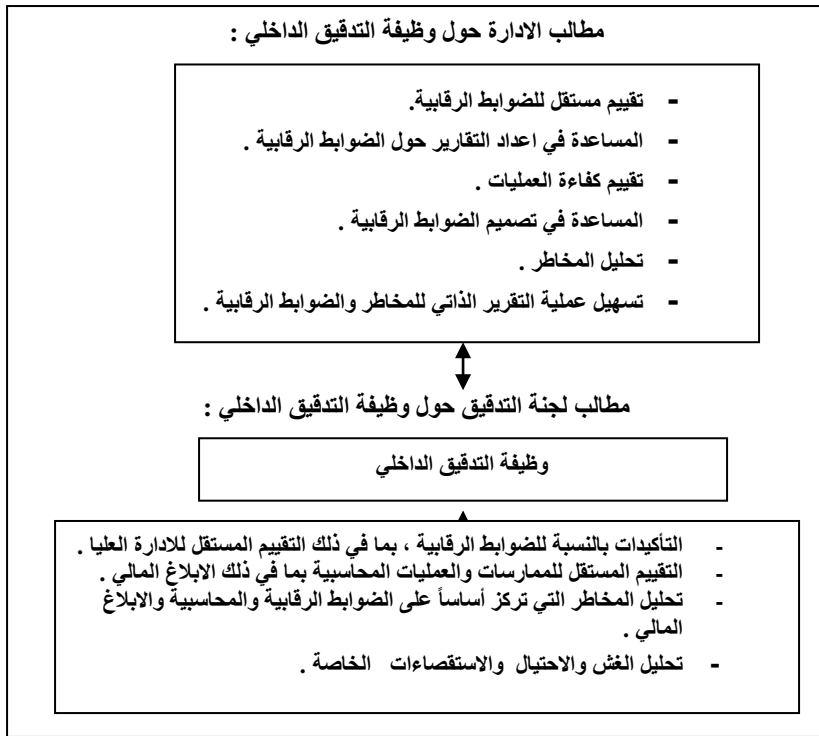 مطالب الادارة حول وظيفة التدقيق الداخلي :
- تقييم مستقل للضوابط الرقابية.
- المساعدة في اعداد التقارير حول الضوابط الرقابية .
- تقييم كفاءة العمليات .
- المساعدة في تصميم الضوابط الرقابية .
- تحليل المخاطر .
- تسهيل عملية التقرير الذاتي للمخاطر والضوابط الرقابية .
مطالب لجنة التدقيق حول وظيفة التدقيق الداخلي :
وظيفة التدقيق الداخلي
- التأكيدات بالنسبة للضوابط الرقابية ، بما في ذلك التقييم المستقل للادارة العليا .
- التقييم المستقل للممارسات والعمليات المحاسبية بما في ذلك الابلاغ المالي .
- تحليل المخاطر التي تركز أساساً على الضوابط الرقابية والمحاسبية والابلاغ
المالي .
- تحليل الغش والاحتيال والاستقصاءات الخاصة .